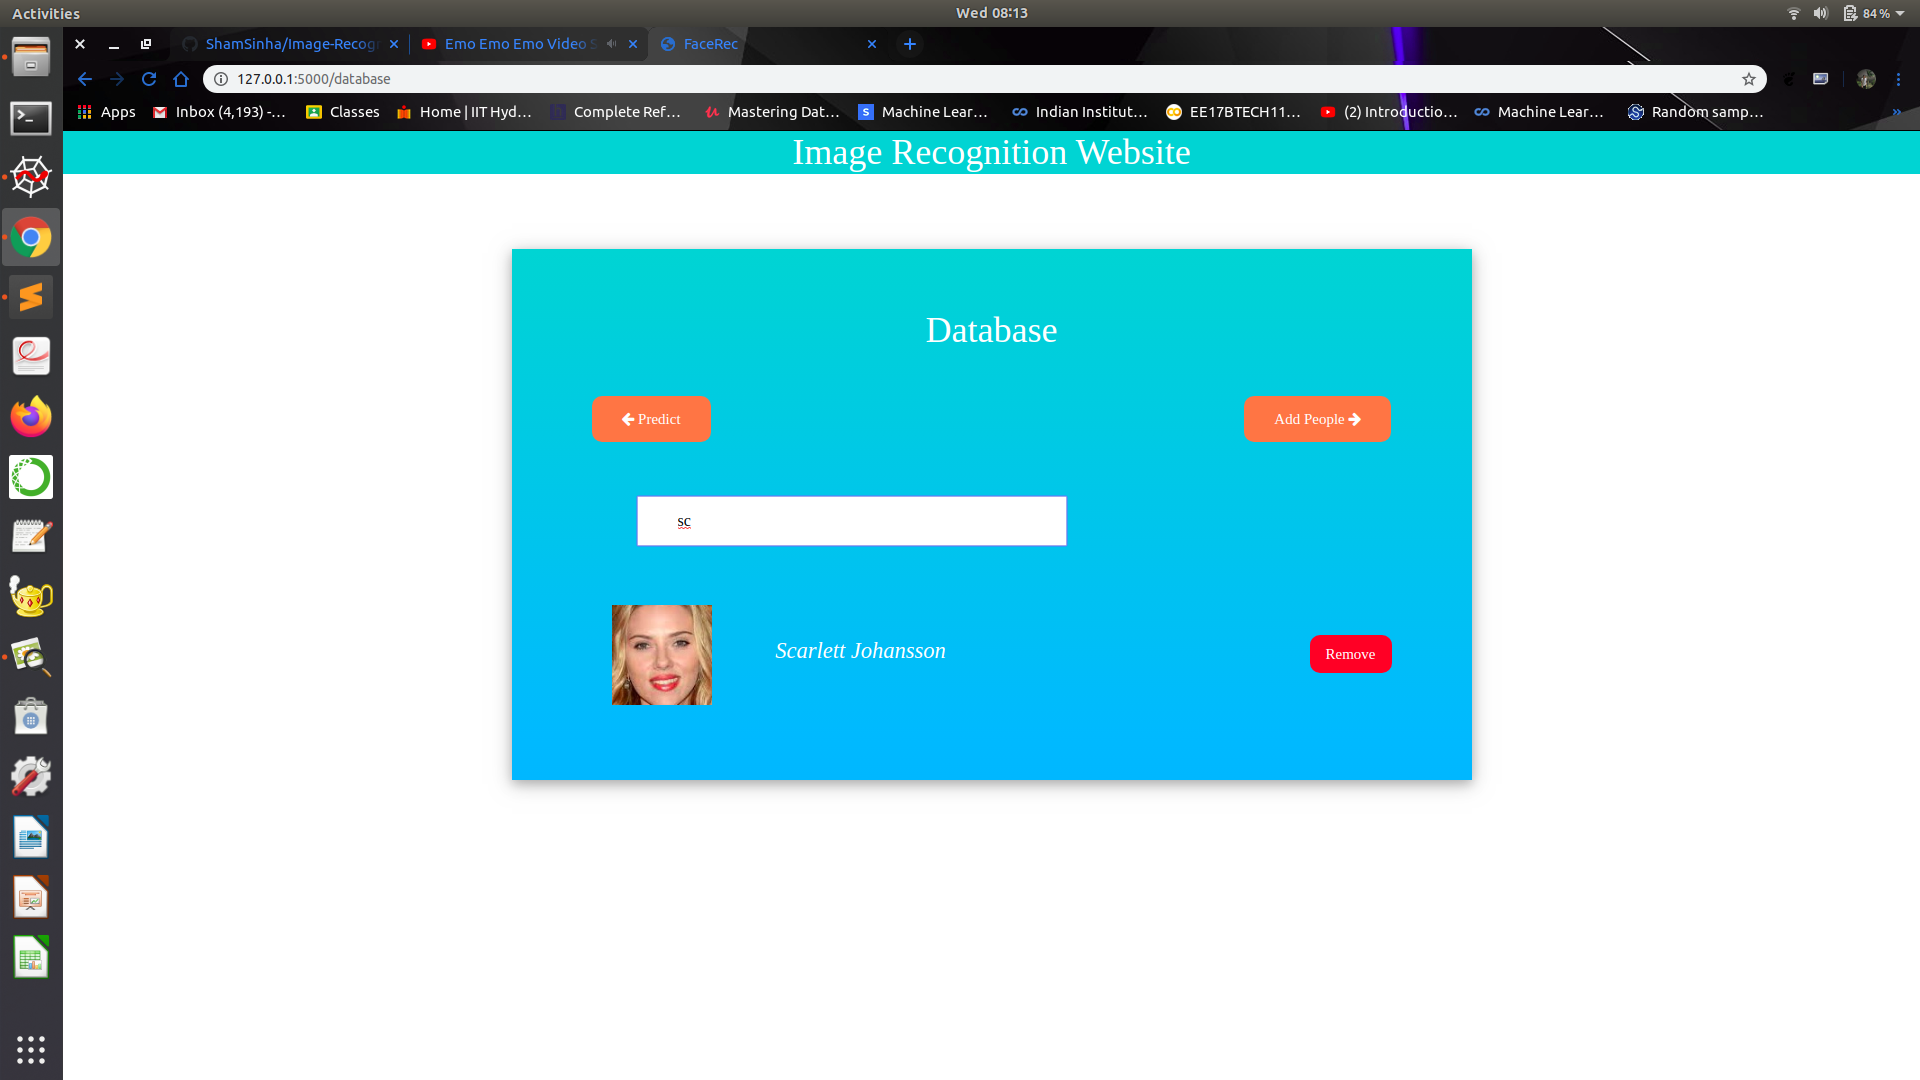 Activities
Wed 08:13
84 %
ShamSinha/Image-Recog
Emo Emo Emo Video S
FaceRec
127.0.0.1:5000/database
Apps
Inbox (4,193) -...
Classes
Home | IIT Hyd...
Complete Ref...
Mastering Dat...
Machine Lear...
Indian Institut...
EE17BTECH11...
(2) Introductio...
Machine Lear...
Random samp...
Image Recognition Website
Database
Predict
Add People
sc
Scarlett Johansson
Remove